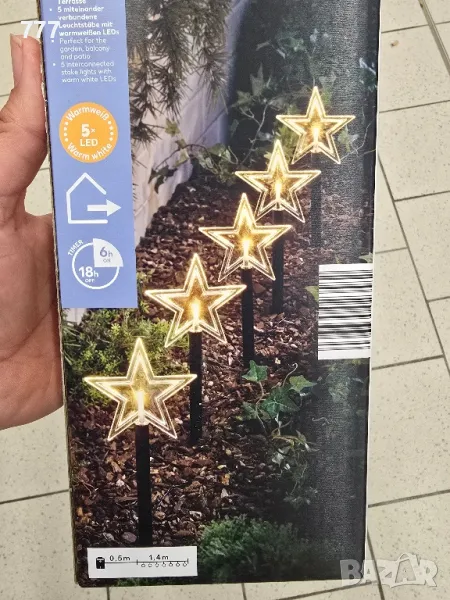 777
Terrasse
• 5 miteinander
verbundene
Leuchtstäbe mit
warmweißen LEDs
• Perfect for the
garden, balcony
and patio
• 5 interconnected
stake lights with
warm white LEDs
Warmweiß
5×
LED
Warm white
TIMER
6h
ON
18h
OFF
0.5m 1.4m
BAZAR